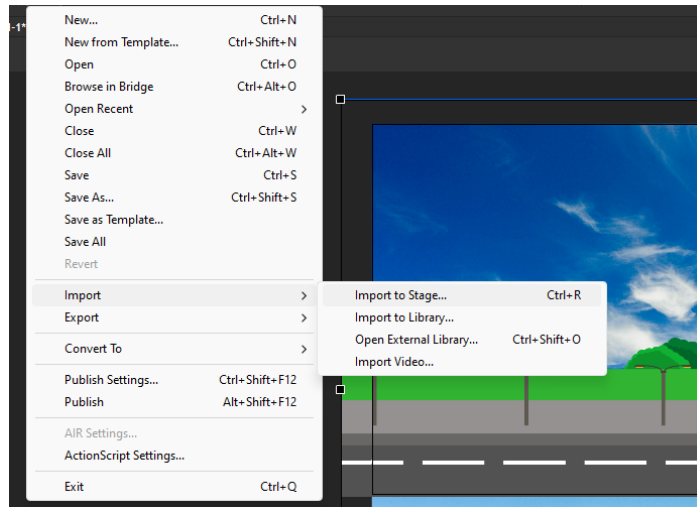 -1*
New... Ctrl+N
New from Template... Ctrl+Shift+N
Open Ctrl+O
Browse in Bridge Ctrl+Alt+O
Open Recent
Close Ctrl+W
Close All Ctrl+Alt+W
Save Ctrl+S
Save As... Ctrl+Shift+S
Save as Template...
Save All
Revert
Import
Import to Stage... Ctrl+R
Export
Import to Library...
Open External Library... Ctrl+Shift+O
Convert To
Import Video...
Publish Settings... Ctrl+Shift+F12
Publish Alt+Shift+F12
AIR Settings...
ActionScript Settings...
Exit Ctrl+Q